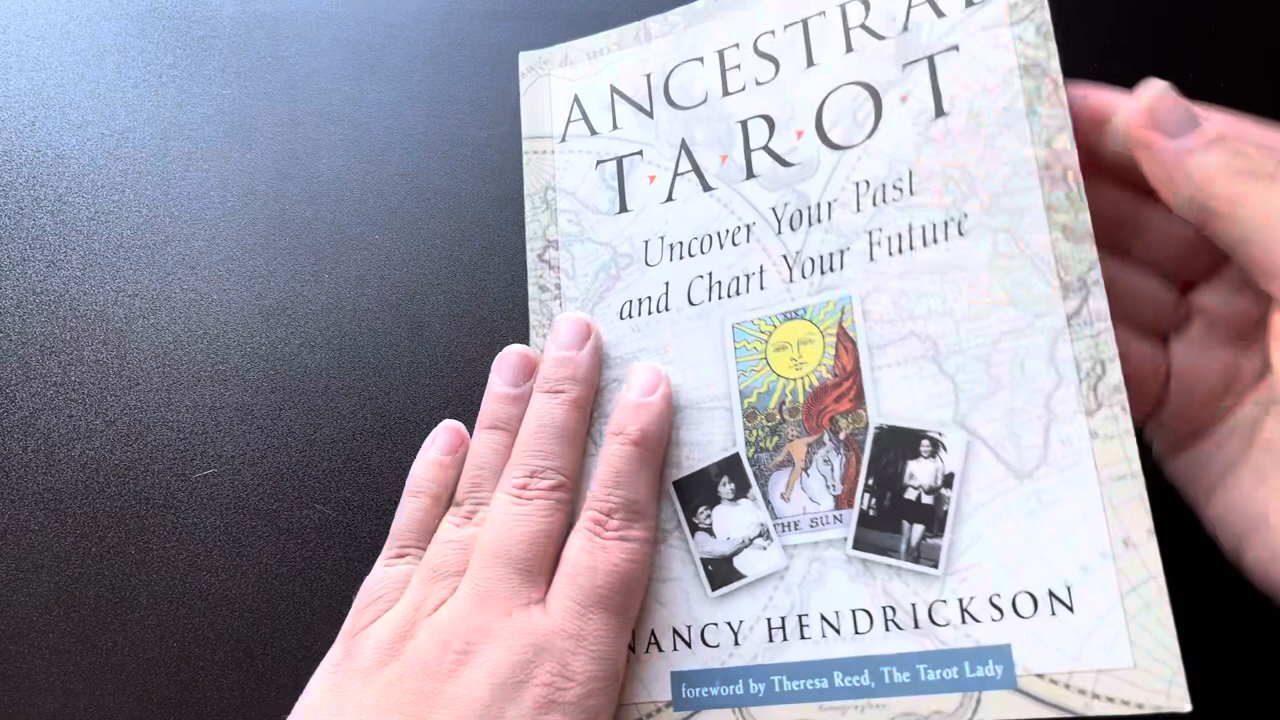 ANCESTRAL
TAROT
Uncover Your Past
and Chart Your Future
XIX
THE SUN
NANCY HENDRICKSON
foreword by Theresa Reed, The Tarot Lady